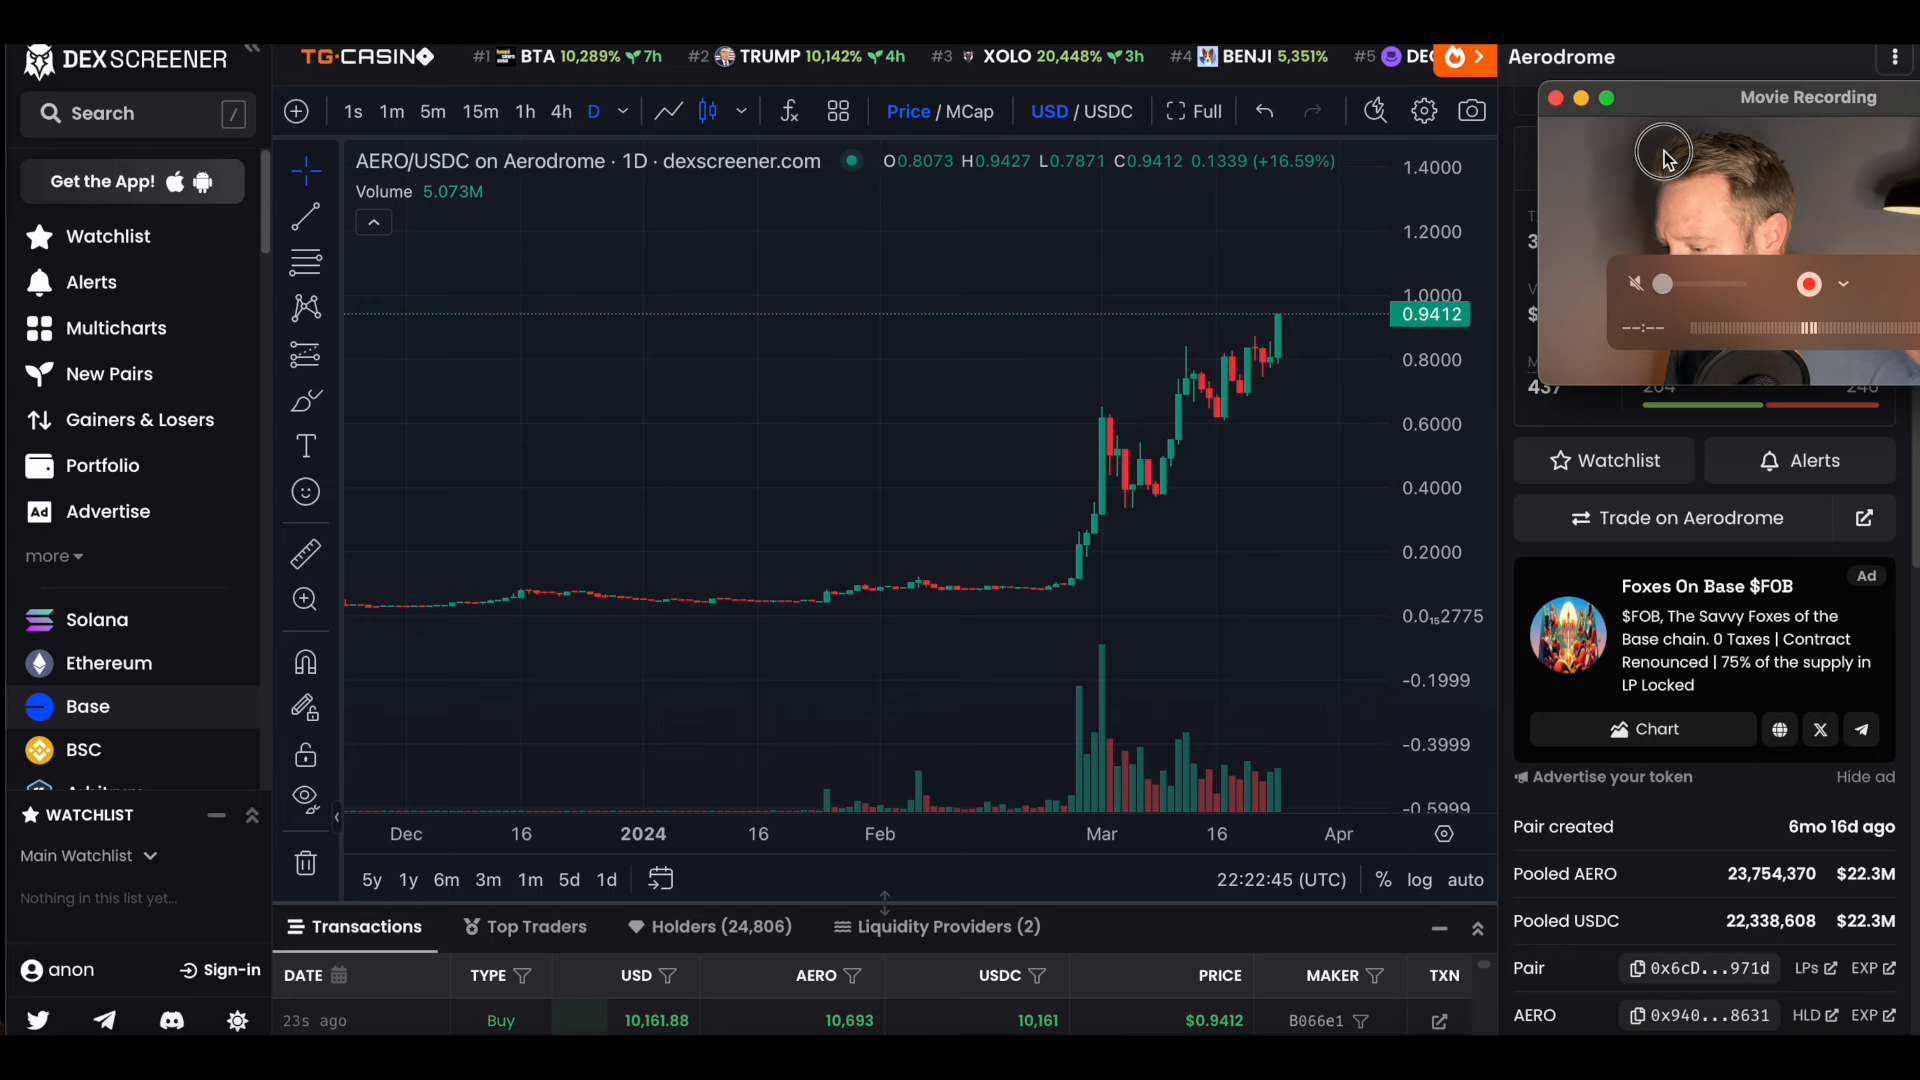 DEX SCREENER
Search /
Get the App!
Watchlist
Alerts
Multicharts
New Pairs
Gainers & Losers
Portfolio
Ad Advertise
more
Solana
Ethereum
Base
BSC
WATCHLIST
Main Watchlist
Nothing in this list yet...
anon Sign-in
TG.CASINO #1 BTA 10,289% 7h #2 TRUMP 10,142% 4h #3 XOLO 20,448% 3h #4 BENJI 5,351% #5
1s 1m 5m 15m 1h 4h D Price / MCap USD / USDC Full
AERO/USDC on Aerodrome · 1D · dexscreener.com O0.8073 H0.9427 L0.7871 C0.9412 0.1339 (+16.59%)
Volume 5.073M
1.4000
1.2000
1.0000
0.9412
0.8000
0.6000
0.4000
0.2000
0.0₁₅2775
-0.1999
-0.3999
-0.5999
Dec 16 2024 16 Feb Mar 16 Apr
5y 1y 6m 3m 1m 5d 1d 22:22:45 (UTC) % log auto
Transactions Top Traders Holders (24,806) Liquidity Providers (2)
DATE TYPE USD AERO USDC PRICE MAKER TXN
23s ago Buy 10,161.88 10,693 10,161 $0.9412 B066e1
Aerodrome
Movie Recording
--:--
Watchlist Alerts
Trade on Aerodrome
Foxes On Base $FOB Ad
$FOB, The Savvy Foxes of the
Base chain. 0 Taxes | Contract
Renounced | 75% of the supply in
LP Locked
Chart
Advertise your token Hide ad
Pair created 6mo 16d ago
Pooled AERO 23,754,370 $22.3M
Pooled USDC 22,338,608 $22.3M
Pair 0x6cD...971d LPs EXP
AERO 0x940...8631 HLD EXP